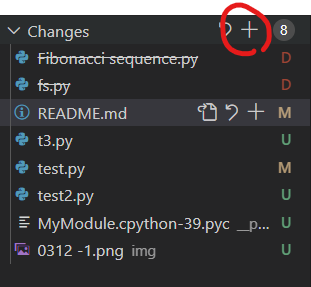 Changes 8
Fibonacci sequence.py D
fs.py D
README.md M
t3.py U
test.py M
test2.py U
MyModule.cpython-39.pyc __p... U
0312 -1.png img U